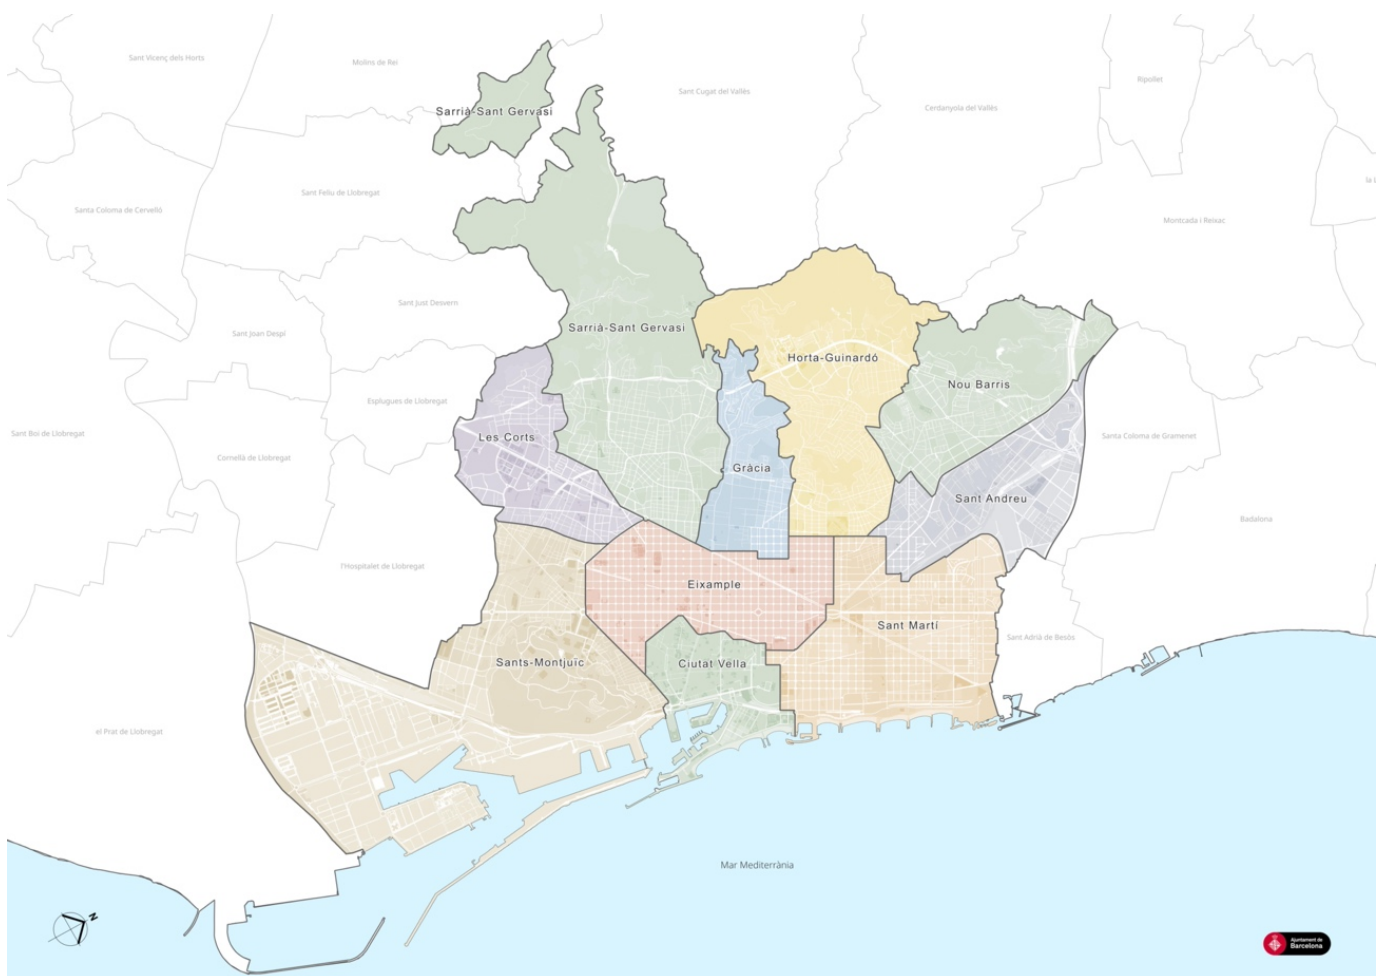 Sant Vicenç dels Horts
Molins de Rei
Sant Cugat del Vallès
Ripollet
Cerdanyola del Vallès
Sarrià-Sant Gervasi
Sant Feliu de Llobregat
Santa Coloma de Cervelló
Montcada i Reixac
Sant Just Desvern
Sant Joan Despí
Sarrià-Sant Gervasi
Horta-Guinardó
Nou Barris
Esplugues de Llobregat
Sant Boi de Llobregat
Les Corts
Santa Coloma de Gramenet
Cornellà de Llobregat
Gràcia
Sant Andreu
Badalona
l'Hospitalet de Llobregat
Eixample
Sant Martí
Sant Adrià de Besòs
Sants-Montjuïc
Ciutat Vella
el Prat de Llobregat
Mar Mediterrània
N
Ajuntament de
Barcelona